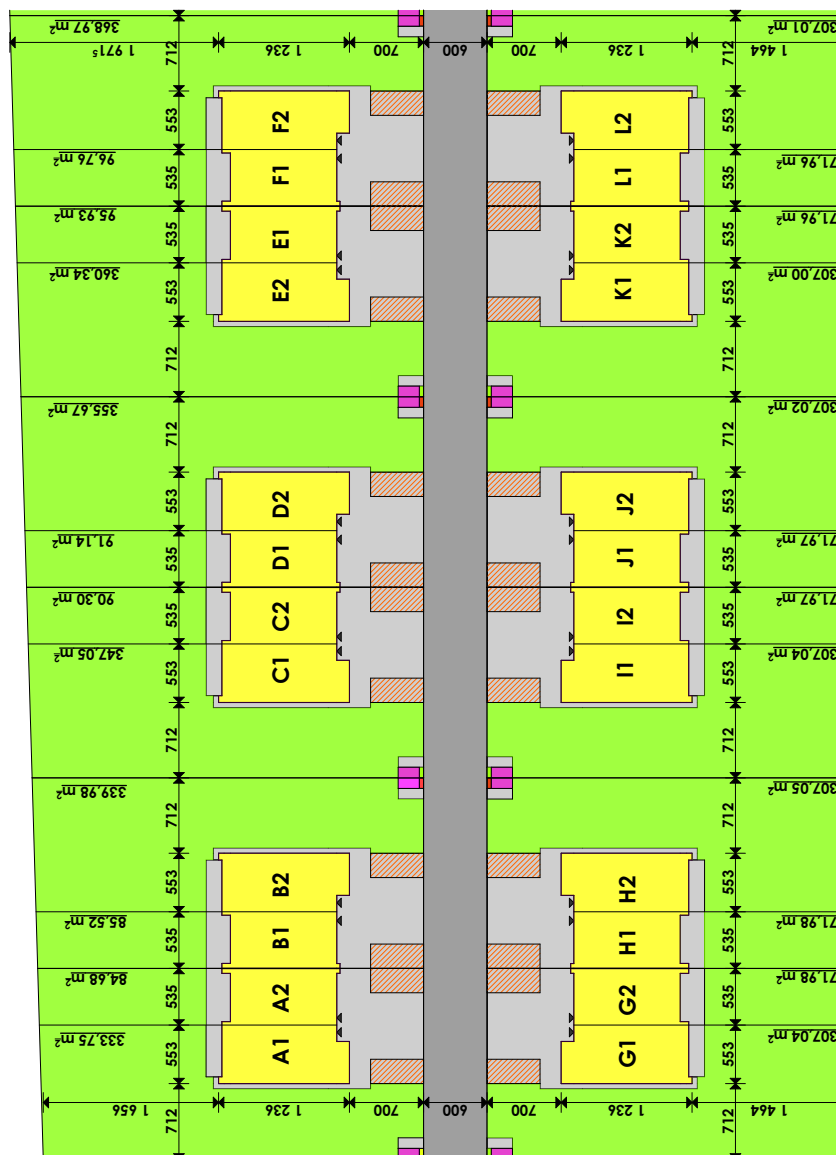 368,97 m²
307,01 m²
1 971⁵
1 236
700
600
700
1 236
1 464
712
712
553
F2
L2
553
96,76 m²
71,96 m²
535
F1
L1
535
95,93 m²
71,96 m²
535
E1
K2
535
360,34 m²
307,00 m²
553
E2
K1
553
712
712
355,67 m²
307,02 m²
712
712
553
D2
J2
553
91,14 m²
71,97 m²
535
D1
J1
535
90,30 m²
71,97 m²
535
C2
I2
535
347,05 m²
307,04 m²
553
C1
I1
553
712
712
339,98 m²
307,05 m²
712
712
553
B2
H2
553
85,52 m²
71,98 m²
535
B1
H1
535
84,68 m²
71,98 m²
535
A2
G2
535
333,75 m²
307,04 m²
553
A1
G1
553
1 656
1 236
700
600
700
1 236
1 464
712
712